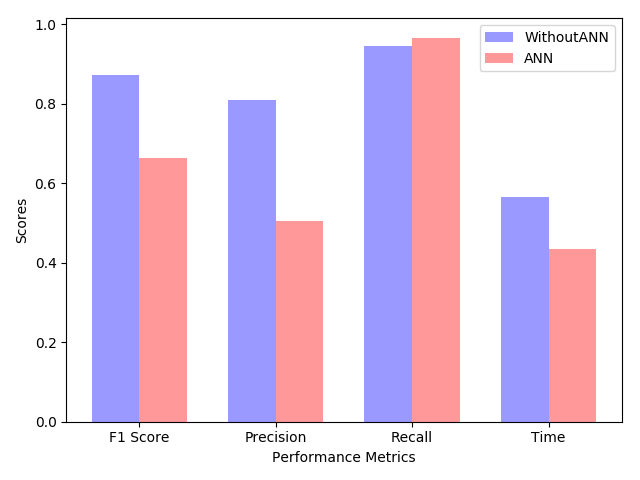 1.0
0.8
0.6
0.4
0.2
0.0
Scores
WithoutANN
ANN
F1 Score
Precision
Recall
Time
Performance Metrics